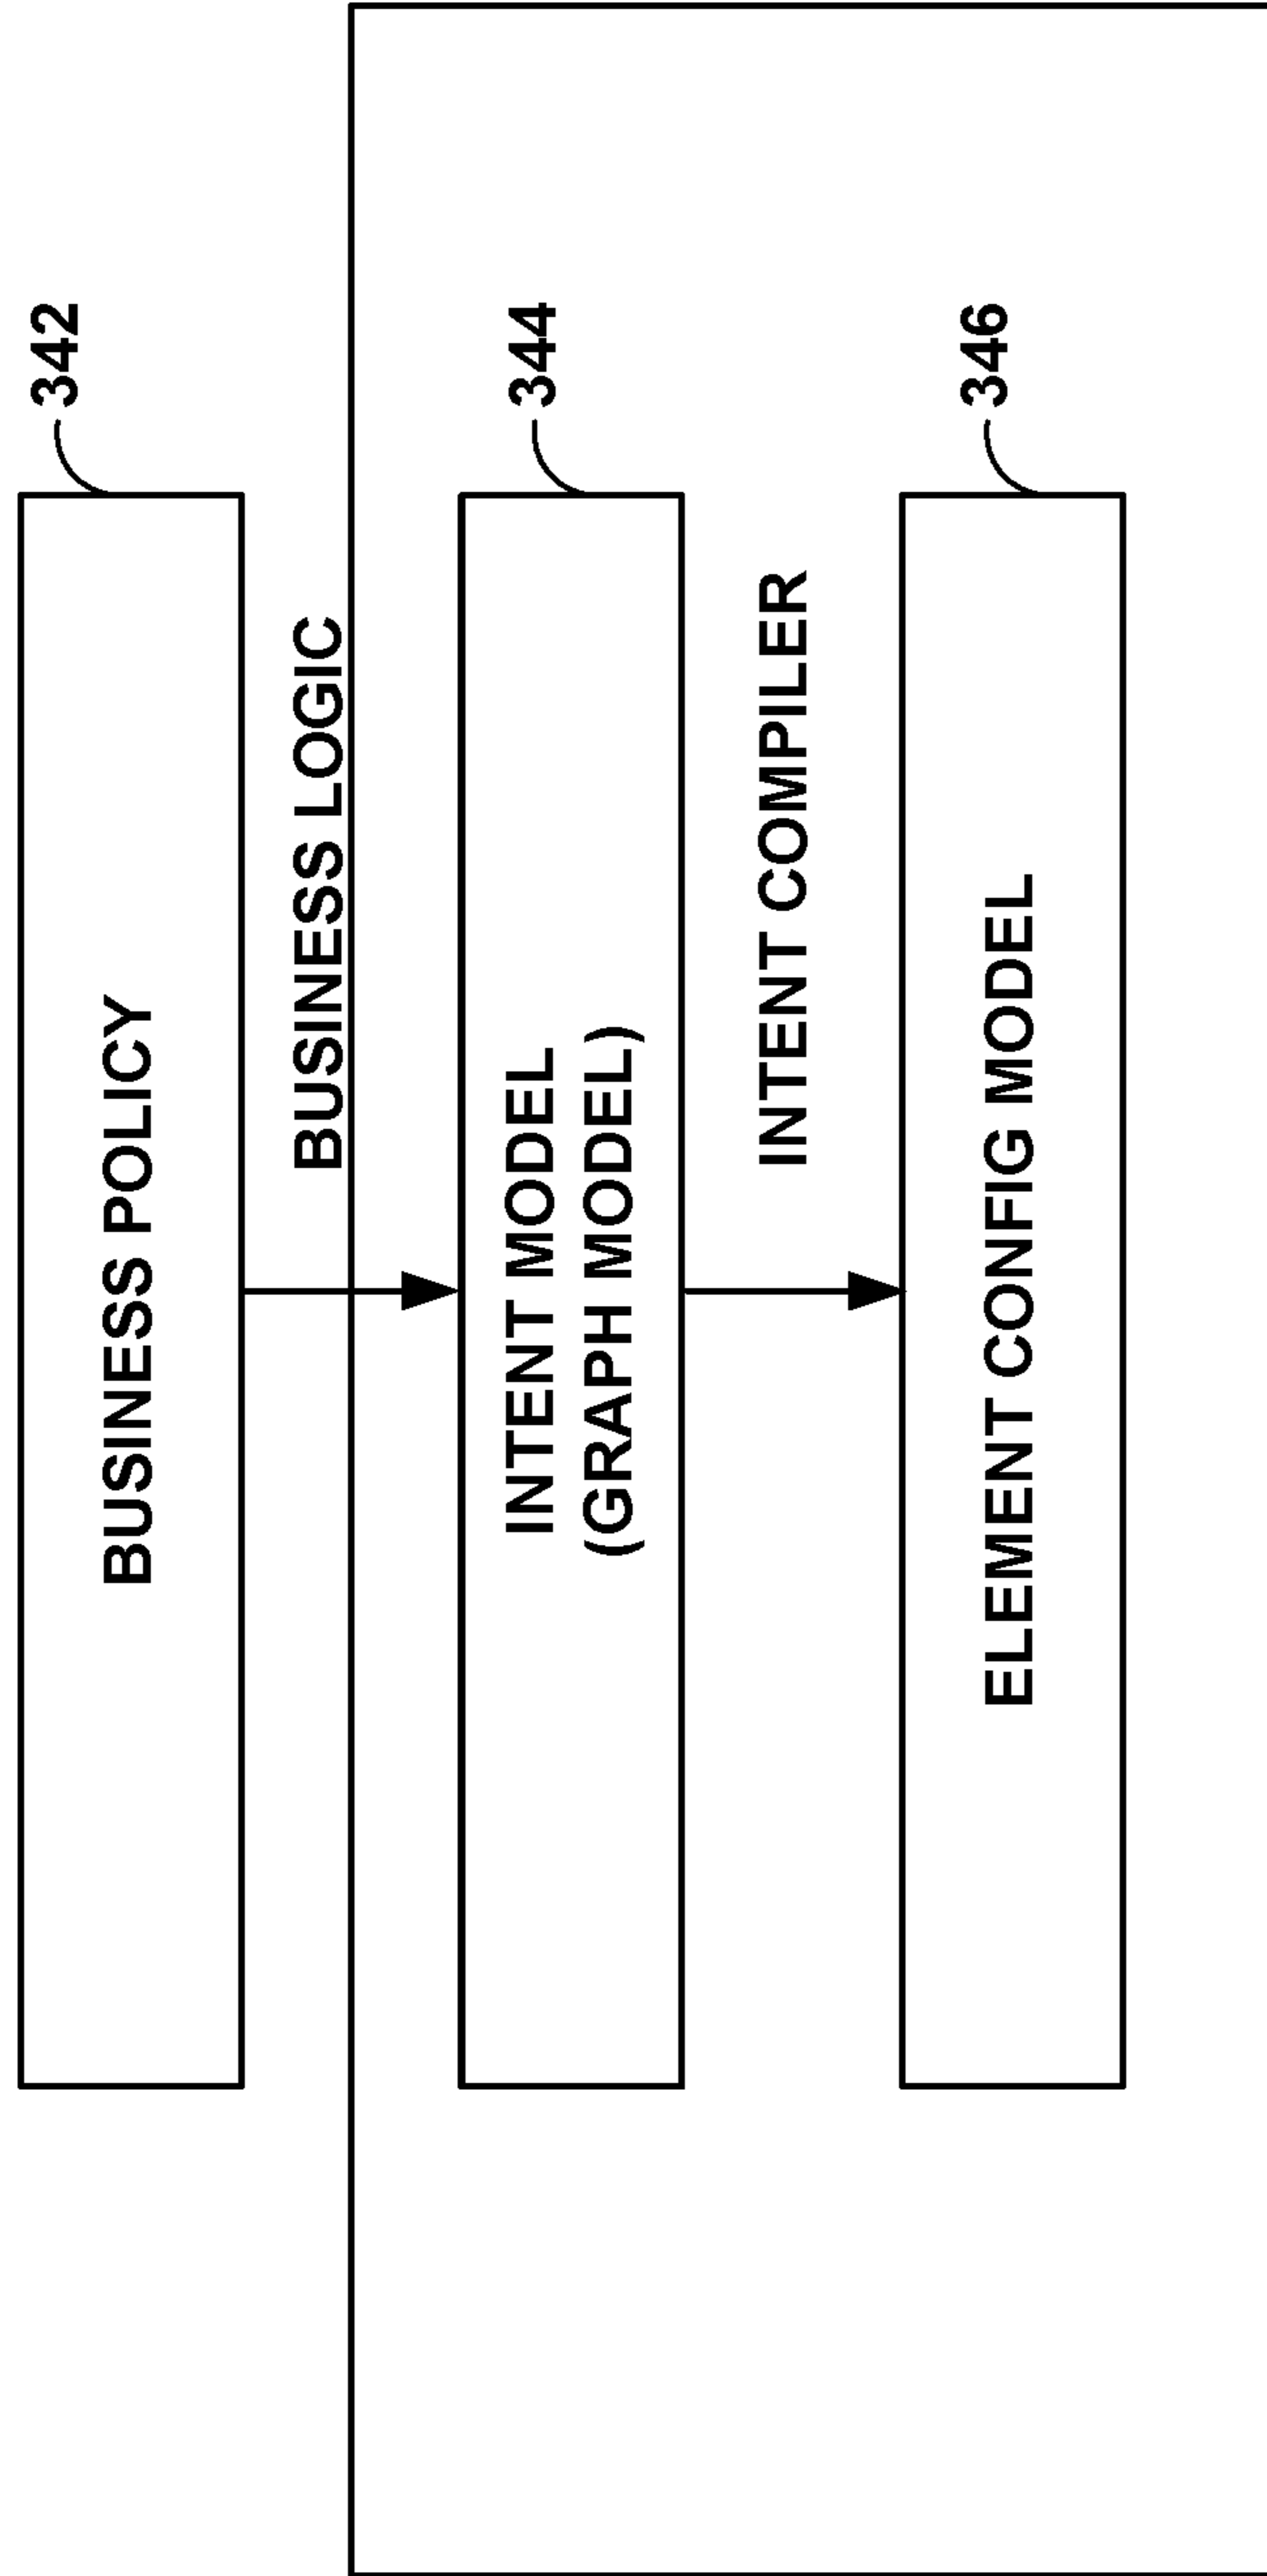 BUSINESS POLICY
342
BUSINESS LOGIC
INTENT MODEL
(GRAPH MODEL)
344
INTENT COMPILER
ELEMENT CONFIG MODEL
346